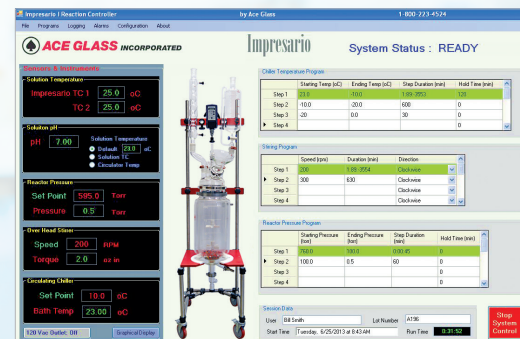 Impresario / Reaction Controller by Ace Glass 1-800-223-4524
File Programs Logging Alarms Configuration About
ACE GLASS INCORPORATED
Impresario
System Status : READY
Sensors & Instruments
Solution Temperature
Impresario TC 1 25.0 oC
TC 2 25.0 oC
Solution pH
pH 7.00
Solution Temperature
Default 23.0 oC
Solution TC
Circulator Temp
Reactor Pressure
Set Point 595.0 Torr
Pressure 0.5 Torr
Over Head Stirrer
Speed 200 RPM
Torque 2.0 oz in
Circulating Chiller
Set Point 10.0 oC
Bath Temp 23.00 oC
120 Vac Outlet: Off
Graphical Display
Chiller Temperature Program
Starting Temp (oC) Ending Temp (oC) Step Duration (min) Hold Time (min)
Step 1 23.0 -10.0 120
Step 2 -10.0 -20.0 600 0
Step 3 -20 0.0 30 0
Step 4 0
Stirring Program
Speed (rpm) Duration (min) Direction
Step 1 200 Clockwise
Step 2 300 630 Clockwise
Step 3 Clockwise
Step 4 Clockwise
Reactor Pressure Program
Starting Pressure (torr) Ending Pressure (torr) Step Duration (min) Hold Time (min)
Step 1 760.0 100.0 0:00:45 0
Step 2 100.0 0.5 60 0
Step 3 0
Step 4 0
Session Data
User Bill Smith Lot Number A196
Start Time Tuesday, 6/25/2013 at 8:43 AM Run Time 0:31:52
Stop
System
Control